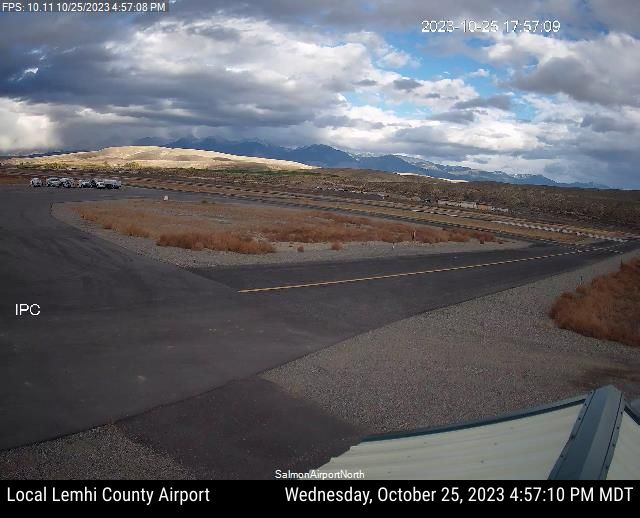 FPS: 10.11 10/25/2023 4:57:08 PM
2023-10-25 17:57:09
IPC
SalmonAirportNorth
Local Lemhi County Airport
Wednesday, October 25, 2023 4:57:10 PM MDT